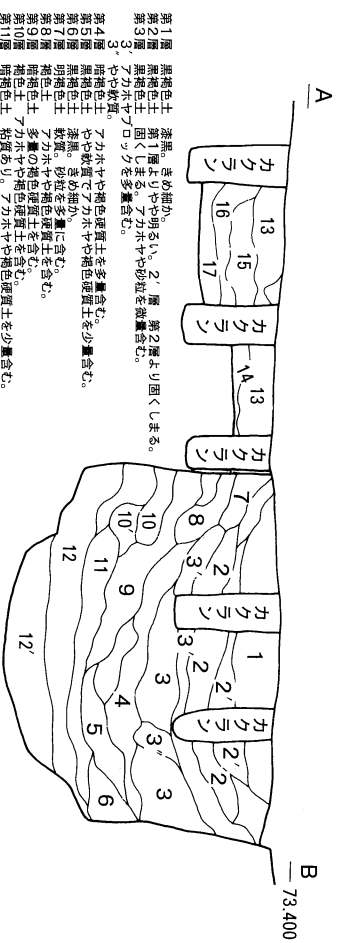 A
B
73.400
カクラン
カクラン
カクラン
カクラン
カクラン
13
16
15
17
14
13
7
8
10
10′
3′
2
1
9
11
12
12′
3′
2
2′
3
4
5
3″
6
3
2′
2
第1層　黒褐色土　漆黒。きめ細か。
第2層　黒褐色土　第1層よりやや明るい。2′層　第2層より固くしまる。
第3層　黒褐色土　固くしまる。アカホヤや砂粒を微量含む。
3′アカホヤブロックを多量含む。
3″やや軟質。
第4層　暗褐色土　アカホヤや褐色硬質土を多量含む。
第5層　黒褐色土　やや軟質でアカホヤや褐色硬質土を少量含む。
第6層　黒褐色土　漆黒。きめ細か。
第7層　明褐色土　軟質。砂粒を多量に含む。
第8層　褐色土　アカホヤや褐色硬質土を含む。
第9層　暗褐色土　多量の褐色硬質土を含む。
第10層　褐色土　アカホヤや褐色硬質土を含む。
第11層　暗褐色土　粘質あり。アカホヤや褐色硬質土を少量含む。